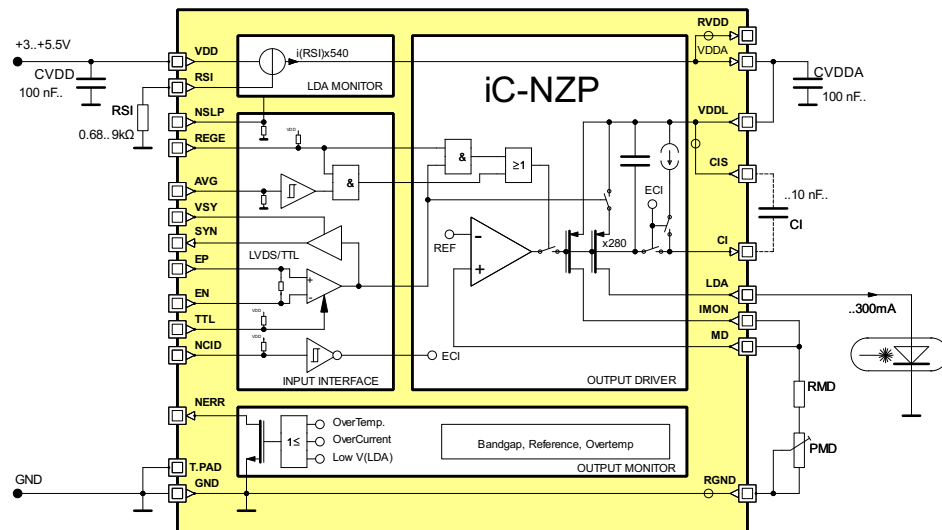 +3..+5.5V
CVDD
100 nF..
RSI
0.68..9kΩ
GND
VDD
RSI
NSLP
REGE
AVG
VSY
SYN
EP
EN
TTL
NCID
NERR
T.PAD
GND
i(RSI)x540
LDA MONITOR
VDD
&
LVDS/TTL
+
-
VDD
VDD
ECI
INPUT INTERFACE
iC-NZP
&
≥1
REF
-
+
x280
ECI
OUTPUT DRIVER
OverTemp.
1≤
OverCurrent
Low V(LDA)
Bandgap, Reference, Overtemp
OUTPUT MONITOR
RVDD
VDDA
VDDL
CIS
CI
LDA
IMON
MD
RGND
CVDDA
100 nF..
..10 nF..
CI
..300mA
RMD
PMD